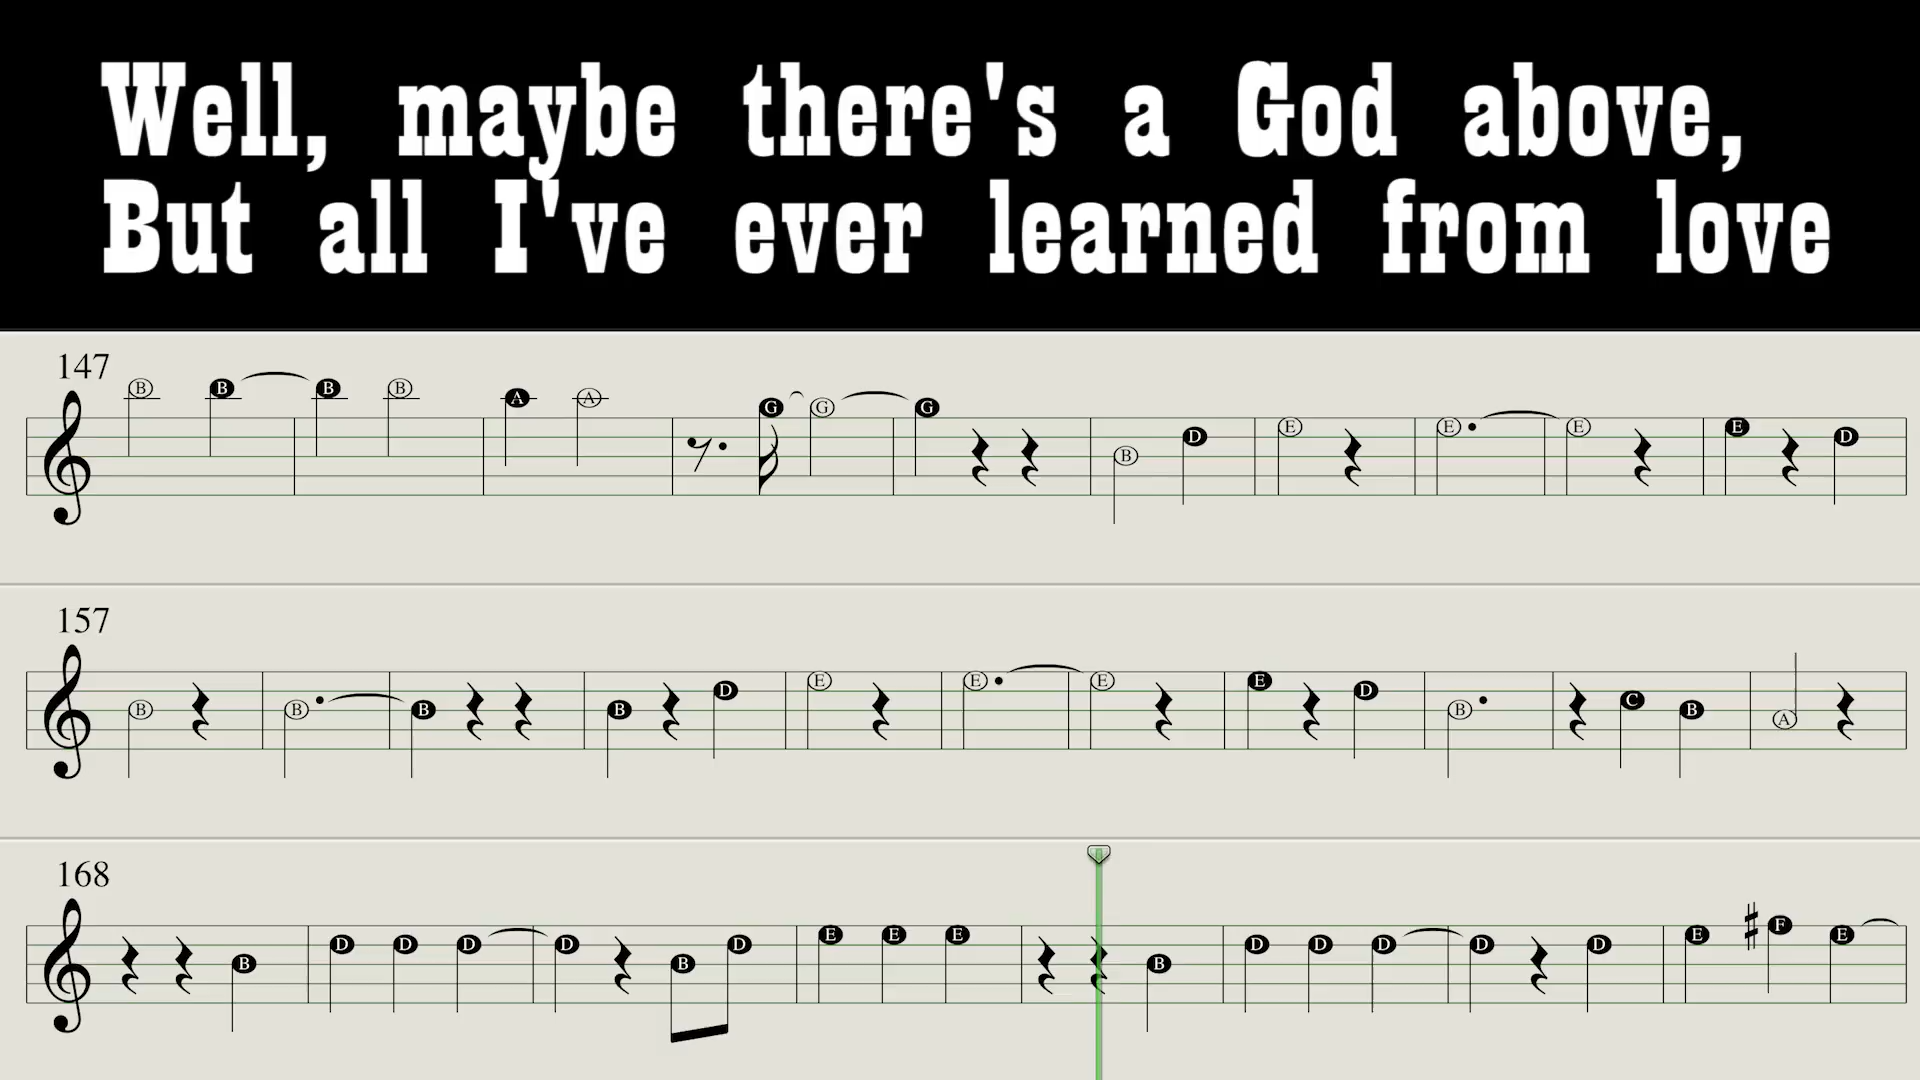 Well, maybe there's a God above,
But all I've ever learned from love
147
B B B B A A G G G B D E E E E D
157
B B B B D E E E E D B C B A
168
B D D D D B D E E E B D D D D D E F E